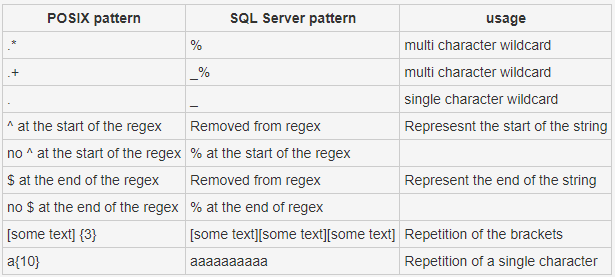 POSIX pattern SQL Server pattern usage
.* % multi character wildcard
.+ _% multi character wildcard
. _ single character wildcard
^ at the start of the regex Removed from regex Represesnt the start of the string
no ^ at the start of the regex % at the start of the regex
$ at the end of the regex Removed from regex Represent the end of the string
no $ at the end of regex % at the end of regex
[some text] {3} [some text][some text][some text] Repetition of the brackets
a{10} aaaaaaaaaa Repetition of a single character